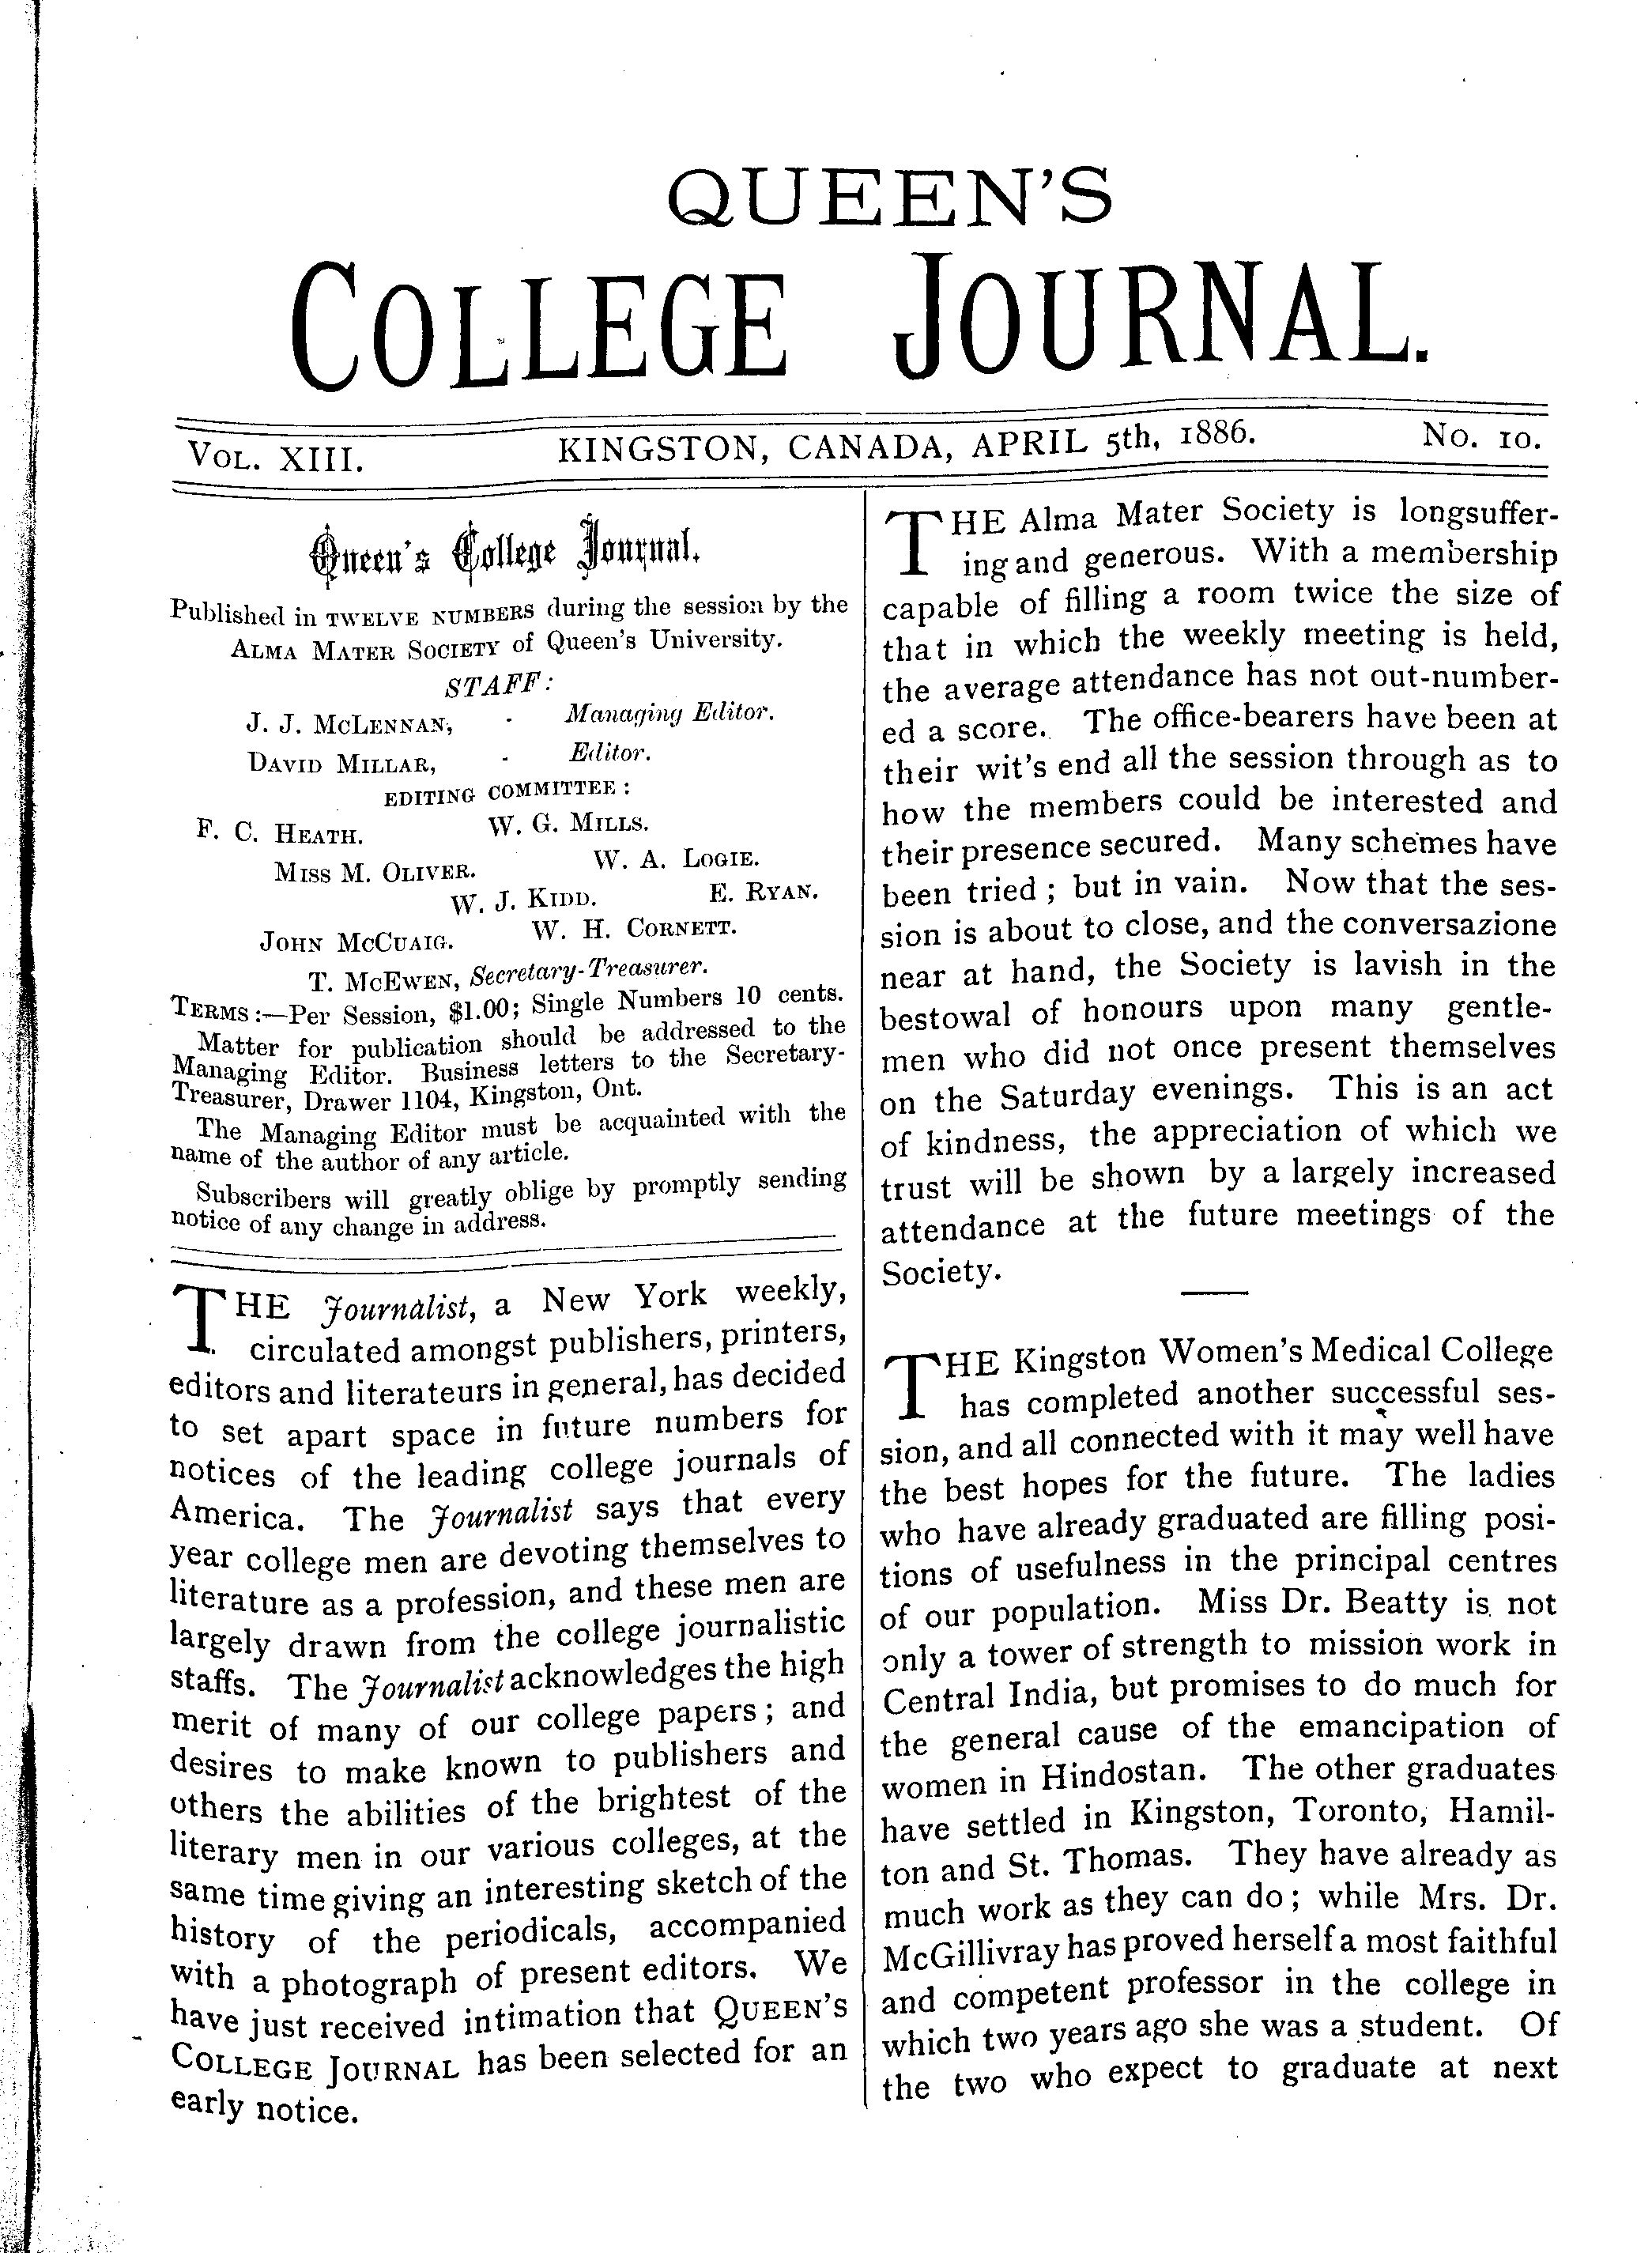 QUEEN'S
COLLEGE JOURNAL.
VOL. XIII. KINGSTON, CANADA, APRIL 5th, 1886. No. 10.
Queen's College Journal.
Published in TWELVE NUMBERS during the session by the
ALMA MATER SOCIETY of Queen's University.
STAFF:
J. J. MCLENNAN, - Managing Editor.
DAVID MILLAR, - Editor.
EDITING COMMITTEE:
F. C. HEATH. W. G. MILLS.
MISS M. OLIVER. W. A. LOGIE.
W. J. KIDD. E. RYAN.
JOHN MCCUAIG. W. H. CORNETT.
T. MCEWEN, Secretary-Treasurer.
TERMS:—Per Session, $1.00; Single Numbers 10 cents.
Matter for publication should be addressed to the
Managing Editor. Business letters to the Secretary-
Treasurer, Drawer 1104, Kingston, Ont.
The Managing Editor must be acquainted with the
name of the author of any article.
Subscribers will greatly oblige by promptly sending
notice of any change in address.
THE Journalist, a New York weekly,
circulated amongst publishers, printers,
editors and literateurs in general, has decided
to set apart space in future numbers for
notices of the leading college journals of
America. The Journalist says that every
year college men are devoting themselves to
literature as a profession, and these men are
largely drawn from the college journalistic
staffs. The Journalist acknowledges the high
merit of many of our college papers; and
desires to make known to publishers and
others the abilities of the brightest of the
literary men in our various colleges, at the
same time giving an interesting sketch of the
history of the periodicals, accompanied
with a photograph of present editors. We
have just received intimation that QUEEN'S
COLLEGE JOURNAL has been selected for an
early notice.
THE Alma Mater Society is longsuffer-
ing and generous. With a membership
capable of filling a room twice the size of
that in which the weekly meeting is held,
the average attendance has not out-number-
ed a score. The office-bearers have been at
their wit's end all the session through as to
how the members could be interested and
their presence secured. Many schemes have
been tried; but in vain. Now that the ses-
sion is about to close, and the conversazione
near at hand, the Society is lavish in the
bestowal of honours upon many gentle-
men who did not once present themselves
on the Saturday evenings. This is an act
of kindness, the appreciation of which we
trust will be shown by a largely increased
attendance at the future meetings of the
Society.
THE Kingston Women's Medical College
has completed another successful ses-
sion, and all connected with it may well have
the best hopes for the future. The ladies
who have already graduated are filling posi-
tions of usefulness in the principal centres
of our population. Miss Dr. Beatty is not
only a tower of strength to mission work in
Central India, but promises to do much for
the general cause of the emancipation of
women in Hindostan. The other graduates
have settled in Kingston, Toronto, Hamil-
ton and St. Thomas. They have already as
much work as they can do; while Mrs. Dr.
McGillivray has proved herself a most faithful
and competent professor in the college in
which two years ago she was a student. Of
the two who expect to graduate at next